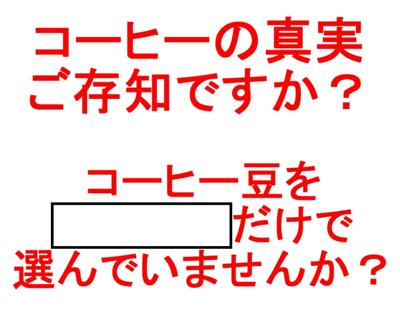 コーヒーの真実
ご存知ですか？
コーヒー豆を
だけで
選んでいませんか？